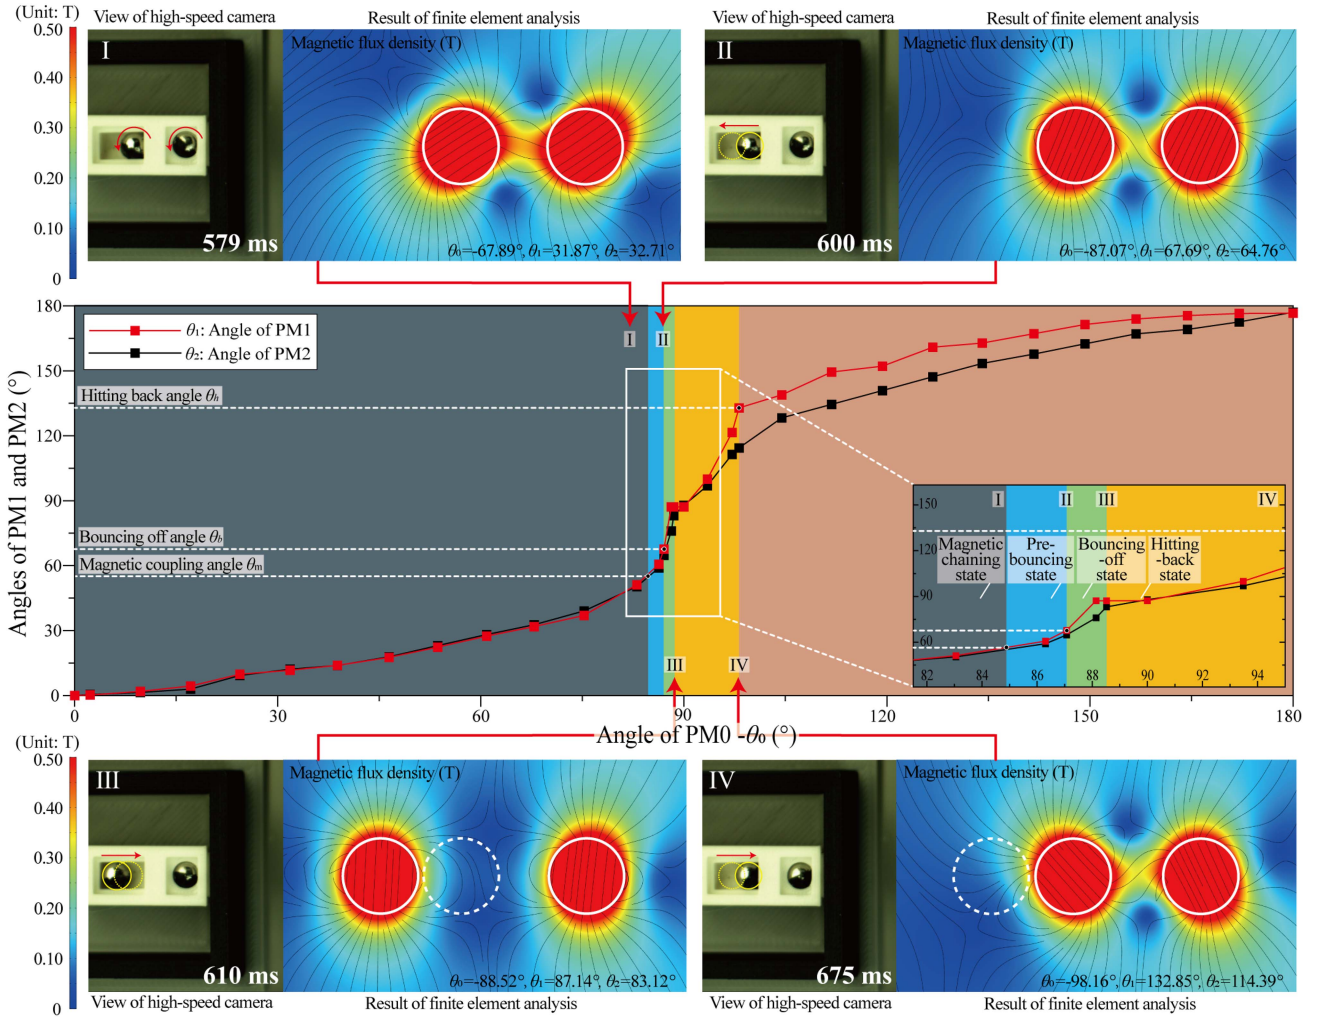 (Unit: T)
View of high-speed camera
Result of finite element analysis
View of high-speed camera
Result of finite element analysis
0.50
0.40
0.30
0.20
0.10
0
I
579 ms
Magnetic flux density (T)
θ₀=-67.89°, θ₁=31.87°, θ₂=32.71°
II
600 ms
Magnetic flux density (T)
θ₀=-87.07°, θ₁=67.69°, θ₂=64.76°
Angles of PM1 and PM2 (°)
180
150
120
90
60
30
0
θ₁: Angle of PM1
θ₂: Angle of PM2
I
II
Hitting back angle θₕ
Bouncing off angle θb
Magnetic coupling angle θₘ
III
IV
150
120
90
60
I
II
III
IV
Magnetic
chaining
state
Pre-
bouncing
state
Bouncing
-off
state
Hitting
-back
state
82
84
86
88
90
92
94
0
30
60
90
120
150
180
Angle of PM0 -θ₀ (°)
(Unit: T)
0.50
0.40
0.30
0.20
0.10
0
III
610 ms
Magnetic flux density (T)
θ₀=-88.52°, θ₁=87.14°, θ₂=83.12°
IV
675 ms
Magnetic flux density (T)
θ₀=-98.16°, θ₁=132.85°, θ₂=114.39°
View of high-speed camera
Result of finite element analysis
View of high-speed camera
Result of finite element analysis